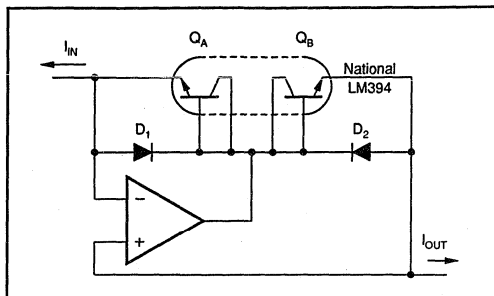 Q_A Q_B
I_IN
National
LM394
D_1 D_2
−
+
I_OUT